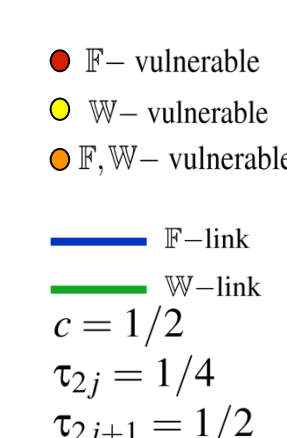 𝔽− vulnerable
𝕎− vulnerable
𝔽,𝕎− vulnerable
𝔽−link
𝕎−link
c = 1/2
τ₂ⱼ = 1/4
τ₂ⱼ₊₁ = 1/2